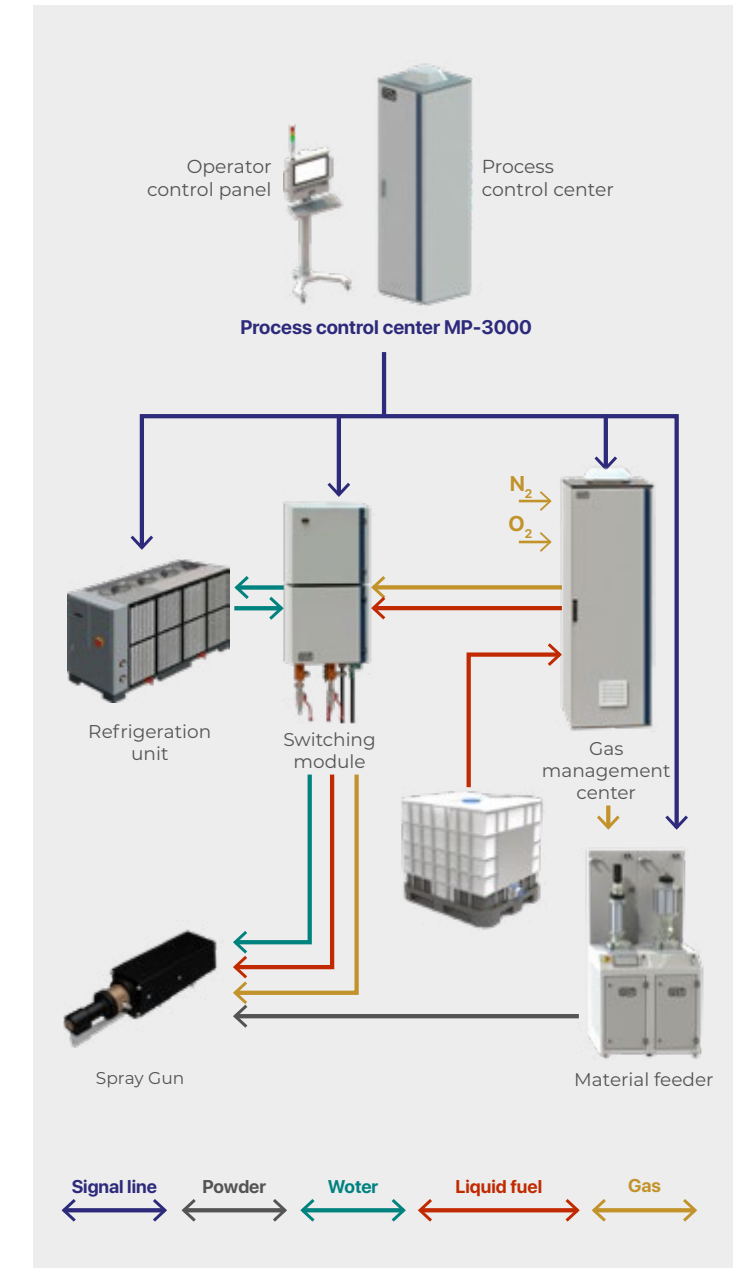 Operator
control panel
Process
control center
Process control center MP-3000
N2
O2
Refrigeration
unit
Switching
module
Gas
management
center
Spray Gun
Material feeder
Signal line
Powder
Woter
Liquid fuel
Gas